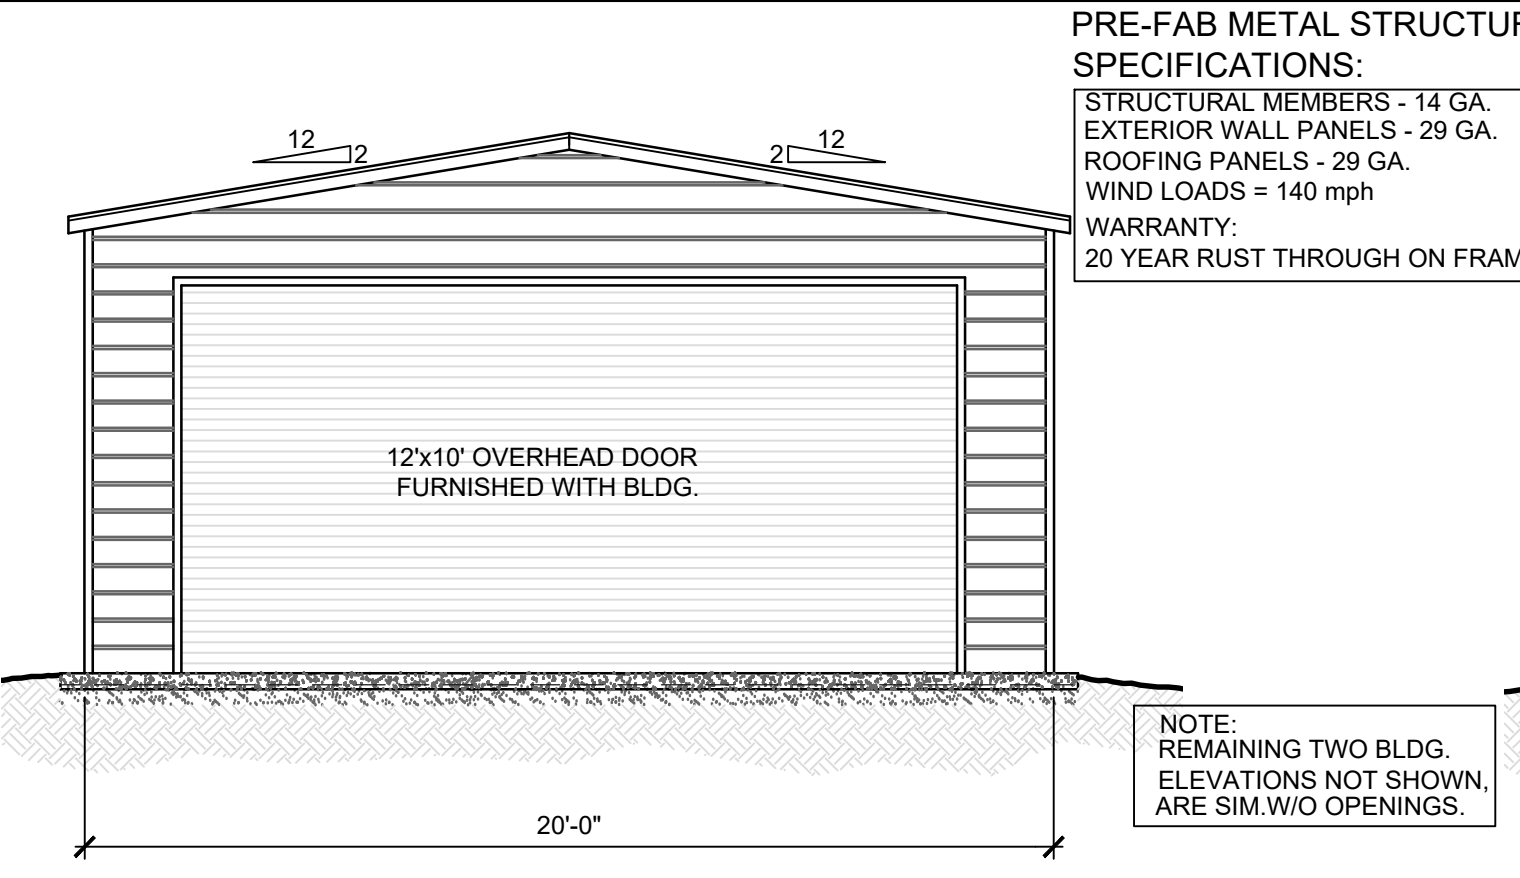 PRE-FAB METAL STRUCTUR
SPECIFICATIONS:
STRUCTURAL MEMBERS - 14 GA.
EXTERIOR WALL PANELS - 29 GA.
ROOFING PANELS - 29 GA.
WIND LOADS = 140 mph
WARRANTY:
20 YEAR RUST THROUGH ON FRAM
12
2
2
12
12'x10' OVERHEAD DOOR
FURNISHED WITH BLDG.
NOTE:
REMAINING TWO BLDG.
ELEVATIONS NOT SHOWN,
ARE SIM.W/O OPENINGS.
20'-0"